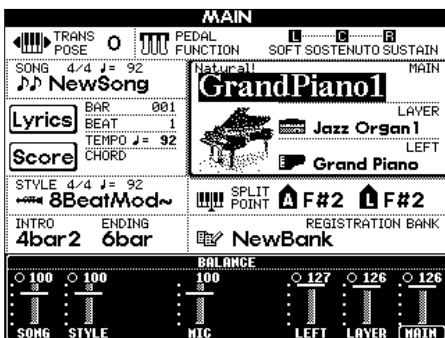 MAIN
TRANSPOSE 0
PEDAL FUNCTION
L C R
SOFT SOSTENUTO SUSTAIN
SONG 4/4 ♩= 92
NewSong
Lyrics
Score
BAR 001
BEAT 1
TEMPO ♩= 92
CHORD
Natural! MAIN
GrandPiano1
LAYER
Jazz Organ1
LEFT
Grand Piano
STYLE 4/4 ♩= 92
8BeatMod~
SPLIT POINT A F#2 L F#2
INTRO ENDING
4bar2 6bar
REGISTRATION BANK
NewBank
BALANCE
100 100 100 127 126 126
SONG STYLE MIC LEFT LAYER MAIN